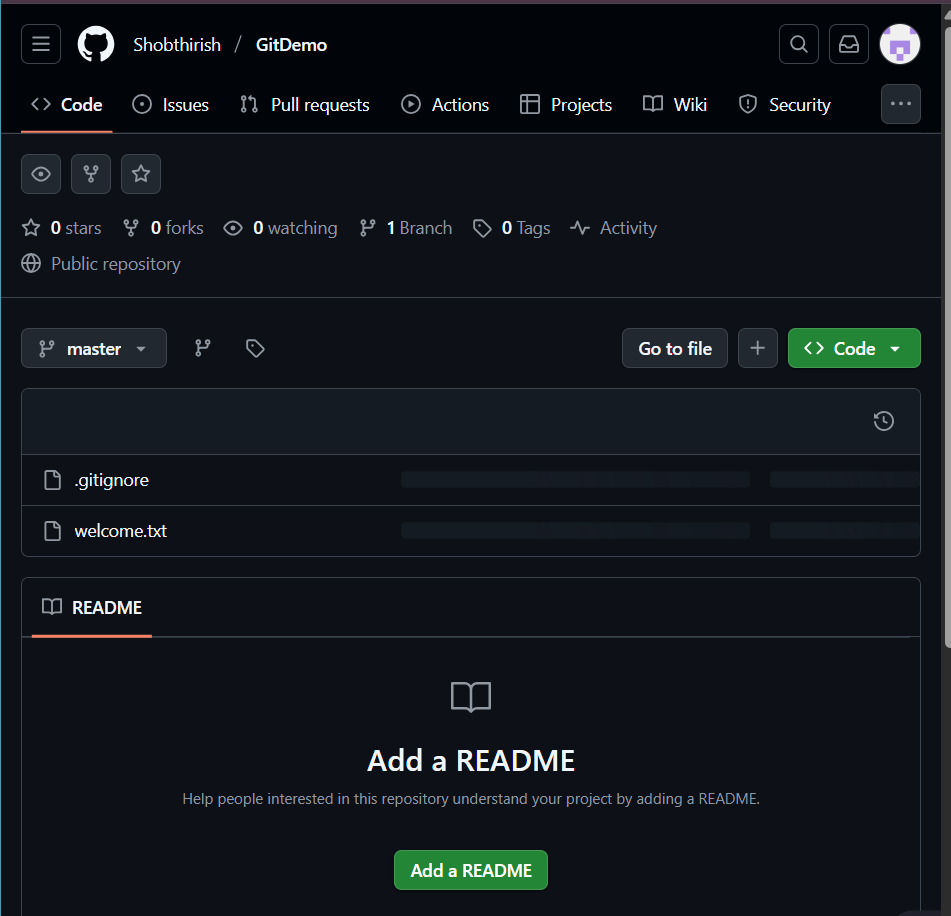 Shobthirish / GitDemo
Code Issues Pull requests Actions Projects Wiki Security
0 stars 0 forks 0 watching 1 Branch 0 Tags Activity
Public repository
master Go to file Code
.gitignore
welcome.txt
README
Add a README
Help people interested in this repository understand your project by adding a README.
Add a README